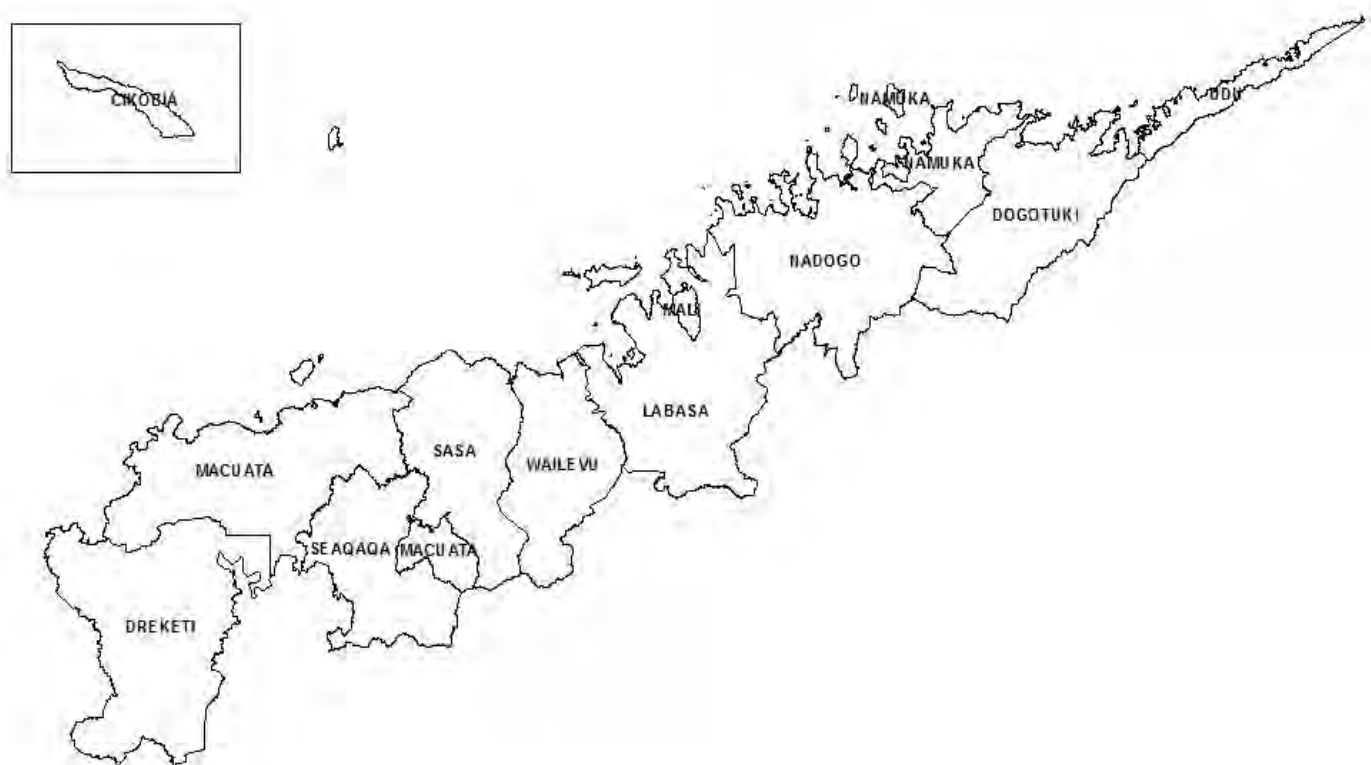 CIKOBIA
NAMUKA
UDU
NAMUKA
DOGOTUKI
NADOGO
MALI
LABASA
SASA
WAILEVU
MACUATA
SEAQAQA
MACUATA
DREKETI